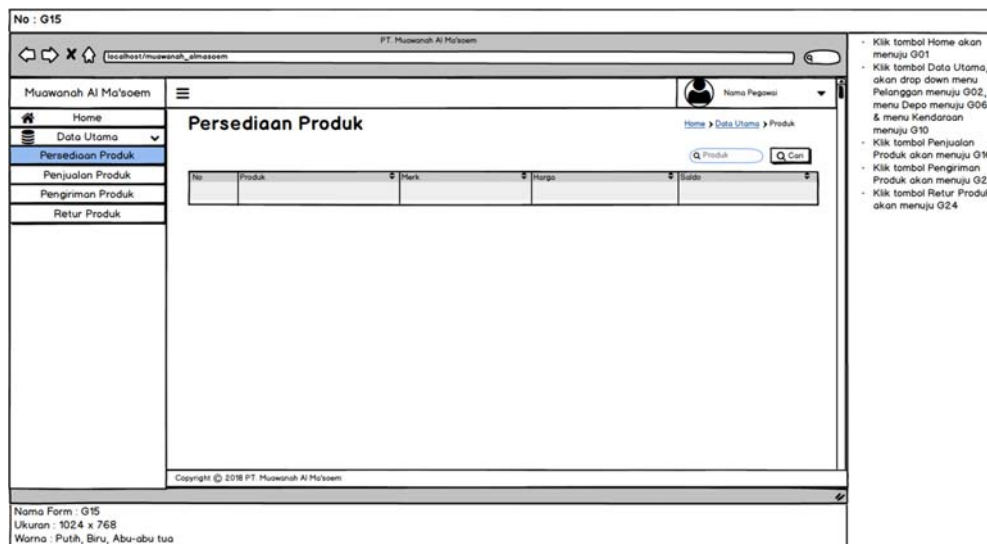 No : G15
PT. Muawanah Al Ma'soem
localhost/muawanah_almasoem
Muawanah Al Ma'soem
Nama Pegawai
Home
Data Utama
Persediaan Produk
Penjualan Produk
Pengiriman Produk
Retur Produk
Persediaan Produk
Home > Data Utama > Produk
Produk
Cari
No Produk Merk Harga Saldo
Copyright © 2018 PT. Muawanah Al Ma'soem
- Klik tombol Home akan
menuju G01
- Klik tombol Data Utama,
akan drop down menu
Pelanggan menuju G02,
menu Depo menuju G06
& menu Kendaraan
menuju G10
- Klik tombol Penjualan
Produk akan menuju
- Klik tombol Pengiriman
Produk akan menuju
- Klik tombol Retur Produk
akan menuju G24
Nama Form : G15
Ukuran : 1024 x 768
Warna : Putih, Biru, Abu-abu tua